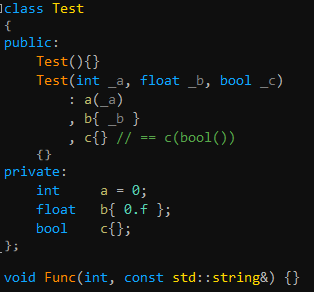 class Test
{
public:
    Test(){}
    Test(int _a, float _b, bool _c)
        : a(_a)
        , b{ _b }
        , c{} // == c(bool())
    {}
private:
    int     a = 0;
    float   b{ 0.f };
    bool    c{};
};
void Func(int, const std::string&) {}